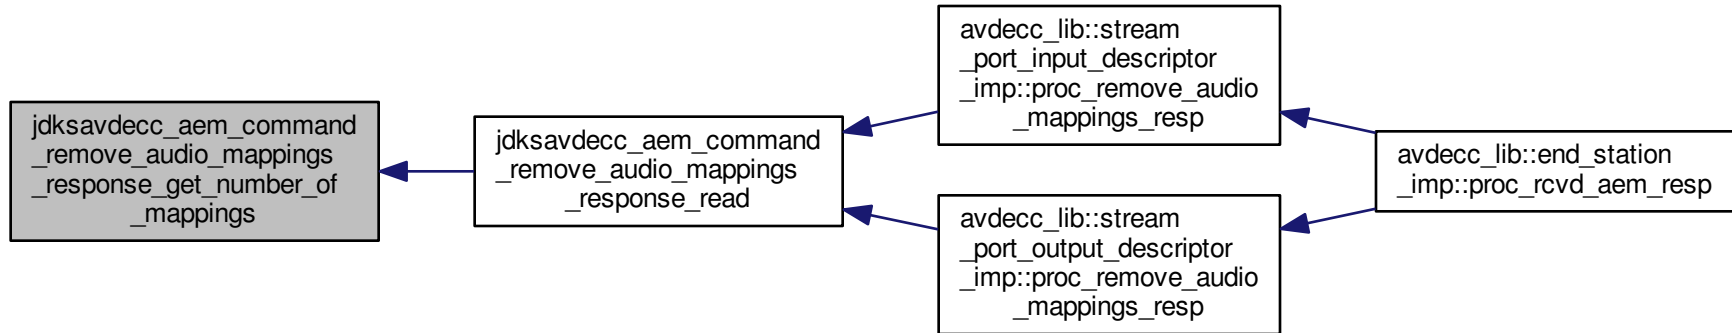 jdksavdecc_aem_command
_remove_audio_mappings
_response_get_number_of
_mappings
jdksavdecc_aem_command
_remove_audio_mappings
_response_read
avdecc_lib::stream
_port_input_descriptor
_imp::proc_remove_audio
_mappings_resp
avdecc_lib::stream
_port_output_descriptor
_imp::proc_remove_audio
_mappings_resp
avdecc_lib::end_station
_imp::proc_rcvd_aem_resp